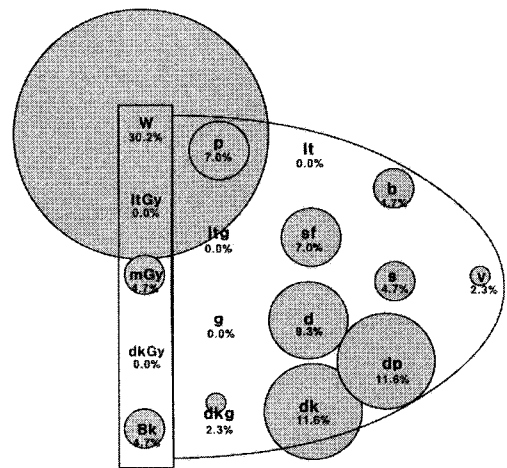 W
30.2%
p
7.0%
lt
0.0%
b
4.7%
ltGy
0.0%
ltg
0.0%
sf
7.0%
mGy
4.7%
s
4.7%
v
2.3%
g
0.0%
d
9.3%
dkGy
0.0%
dp
11.6%
dkg
2.3%
dk
11.6%
Bk
4.7%